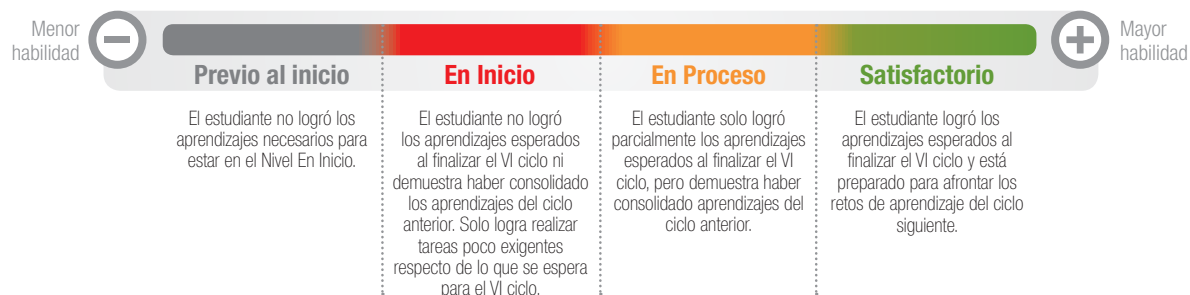 Menor
habilidad
Mayor
habilidad
Previo al inicio
El estudiante no logró los
aprendizajes necesarios para
estar en el Nivel En Inicio.
En Inicio
El estudiante no logró
los aprendizajes esperados
al finalizar el VI ciclo ni
demuestra haber consolidado
los aprendizajes del ciclo
anterior. Solo logra realizar
tareas poco exigentes
respecto de lo que se espera
para el VI ciclo.
En Proceso
El estudiante solo logró
parcialmente los aprendizajes
esperados al finalizar el VI
ciclo, pero demuestra haber
consolidado aprendizajes del
ciclo anterior.
Satisfactorio
El estudiante logró los
aprendizajes esperados al
finalizar el VI ciclo y está
preparado para afrontar los
retos de aprendizaje del ciclo
siguiente.